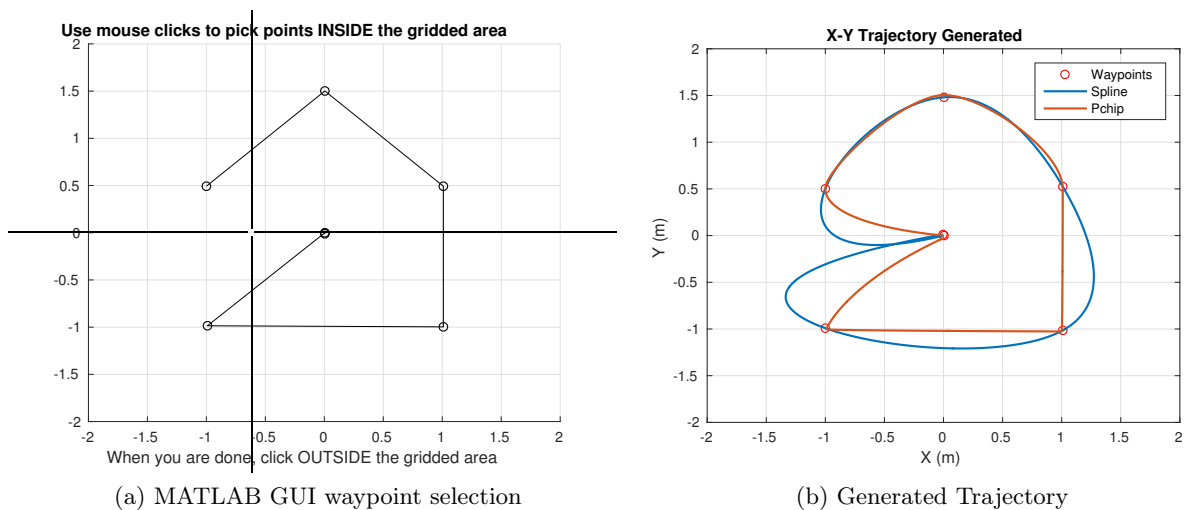 Use mouse clicks to pick points INSIDE the gridded area
2
1.5
1
0.5
0
-0.5
-1
-1.5
-2
-2 -1.5 -1 -0.5 0 0.5 1 1.5 2
When you are done, click OUTSIDE the gridded area
(a) MATLAB GUI waypoint selection
X-Y Trajectory Generated
Waypoints
Spline
Pchip
Y (m)
2
1.5
1
0.5
0
-0.5
-1
-1.5
-2
-2 -1.5 -1 -0.5 0 0.5 1 1.5 2
X (m)
(b) Generated Trajectory